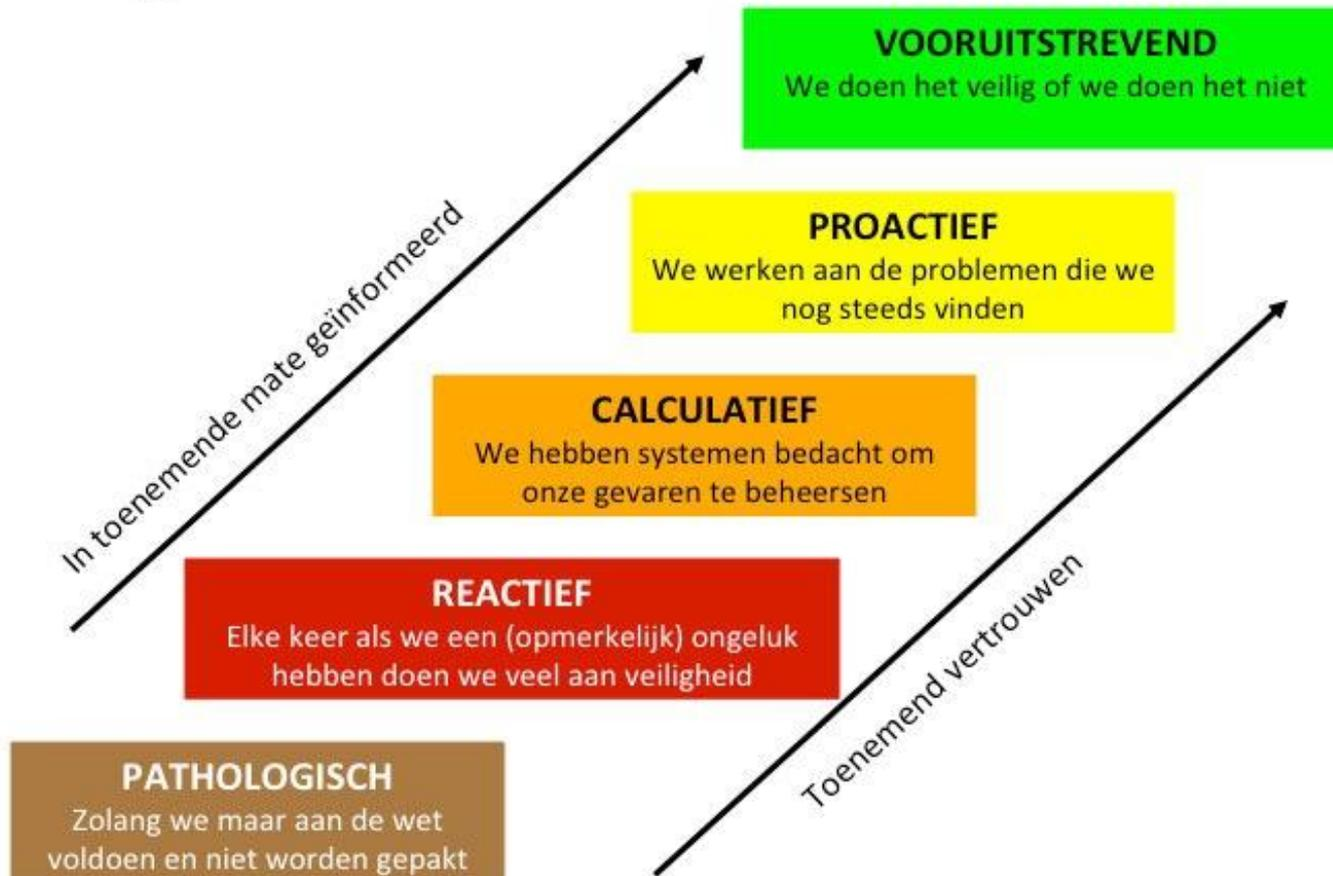 VOORUITSTREVEND
We doen het veilig of we doen het niet
PROACTIEF
We werken aan de problemen die we
nog steeds vinden
In toenemende mate geïnformeerd
CALCULATIEF
We hebben systemen bedacht om
onze gevaren te beheersen
REACTIEF
Elke keer als we een (opmerkelijk) ongeluk
hebben doen we veel aan veiligheid
Toenemend vertrouwen
PATHOLOGISCH
Zolang we maar aan de wet
voldoen en niet worden gepakt